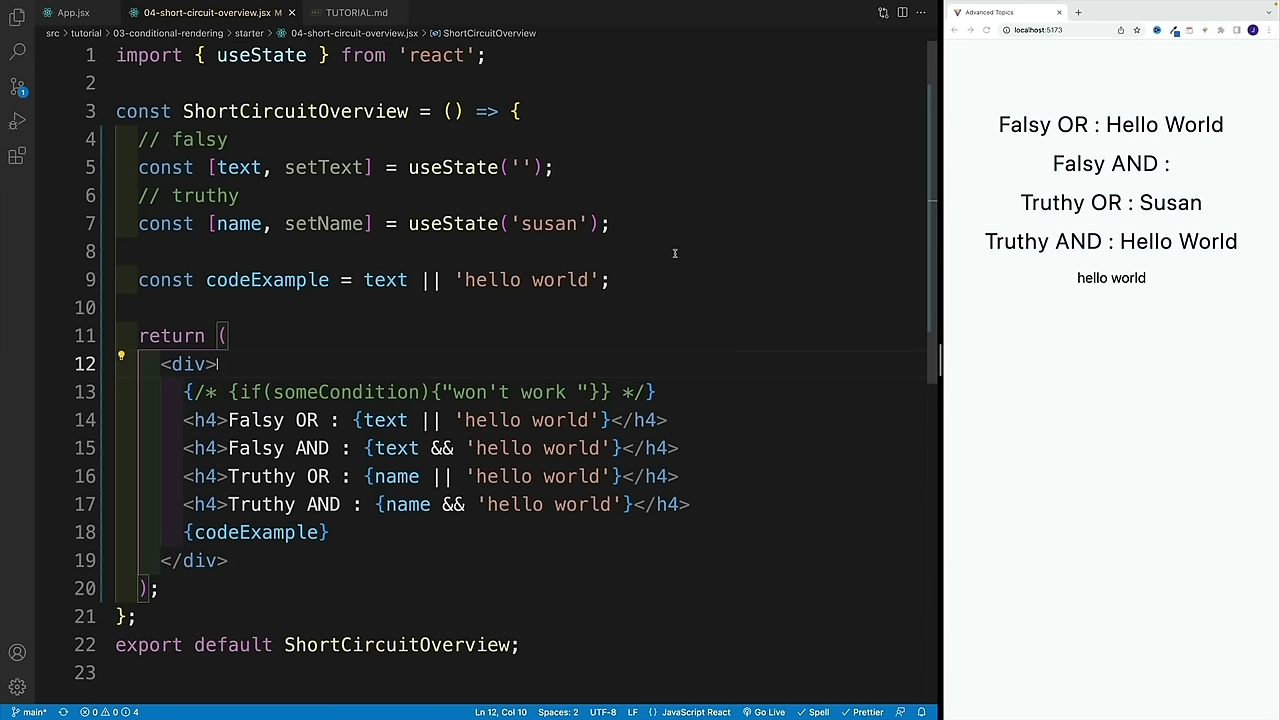 App.jsx
04-short-circuit-overview.jsx M
TUTORIAL.md
src > tutorial > 03-conditional-rendering > starter > 04-short-circuit-overview.jsx > ShortCircuitOverview
1 import { useState } from 'react';
2
3 const ShortCircuitOverview = () => {
4 // falsy
5 const [text, setText] = useState('');
6 // truthy
7 const [name, setName] = useState('susan');
8
9 const codeExample = text || 'hello world';
10
11 return (
12 <div>
13 {/* {if(someCondition){"won't work "}} */}
14 <h4>Falsy OR : {text || 'hello world'}</h4>
15 <h4>Falsy AND : {text && 'hello world'}</h4>
16 <h4>Truthy OR : {name || 'hello world'}</h4>
17 <h4>Truthy AND : {name && 'hello world'}</h4>
18 {codeExample}
19 </div>
20 );
21 };
22 export default ShortCircuitOverview;
23
1
main*
0 0 4
Ln 12, Col 10
Spaces: 2
UTF-8
LF
{} JavaScript React
Go Live
Spell
Prettier
Advanced Topics
localhost:5173
J
Falsy OR : Hello World
Falsy AND :
Truthy OR : Susan
Truthy AND : Hello World
hello world